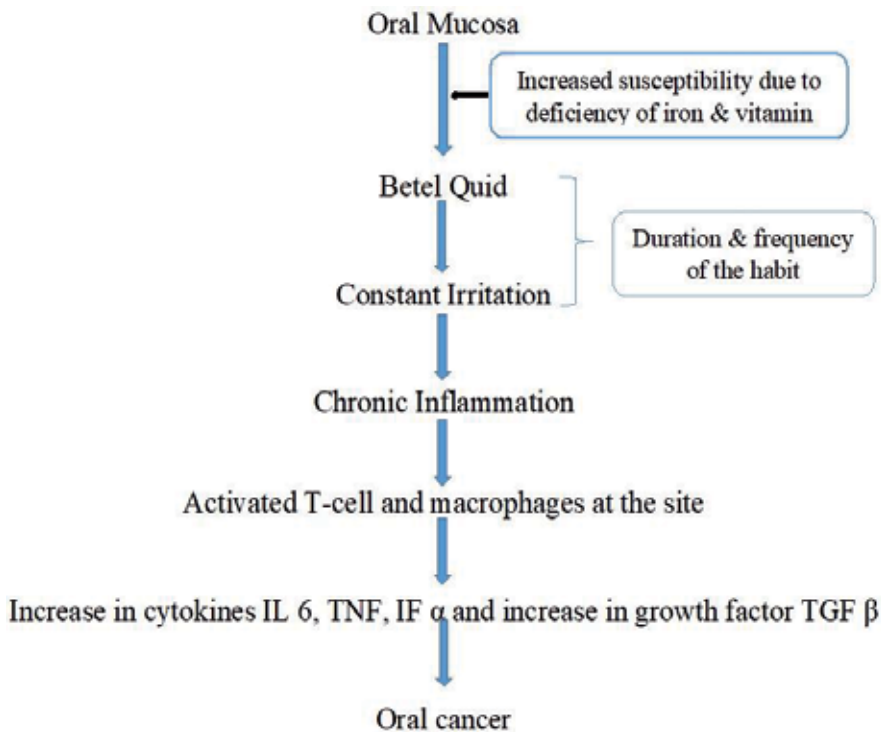 Oral Mucosa
Increased susceptibility due to
deficiency of iron & vitamin
Betel Quid
Duration & frequency
of the habit
Constant Irritation
Chronic Inflammation
Activated T-cell and macrophages at the site
Increase in cytokines IL 6, TNF, IF α and increase in growth factor TGF β
Oral cancer